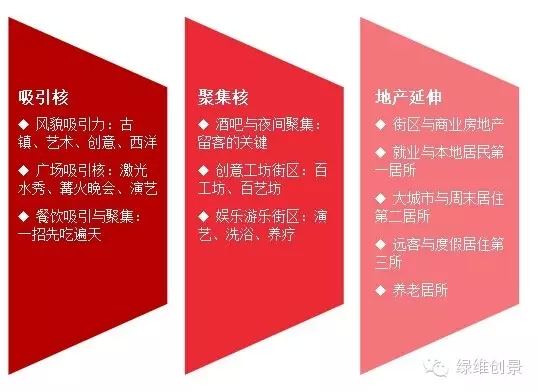 吸引核
◆ 风貌吸引力：古
镇、艺术、创意、西洋
◆ 广场吸引核：激光
水秀、篝火晚会、演艺
◆ 餐饮吸引与聚集：
一招先吃遍天
聚集核
◆ 酒吧与夜间聚集：
留客的关键
◆ 创意工坊街区：百
工坊、百艺坊
◆ 娱乐游乐街区：演
艺、洗浴、养疗
地产延伸
◆ 街区与商业房地产
◆ 就业与本地居民第
一居所
◆ 大城市与周末居住
第二居所
◆ 远客与度假居住第
三所
◆ 养老居所
绿维创景